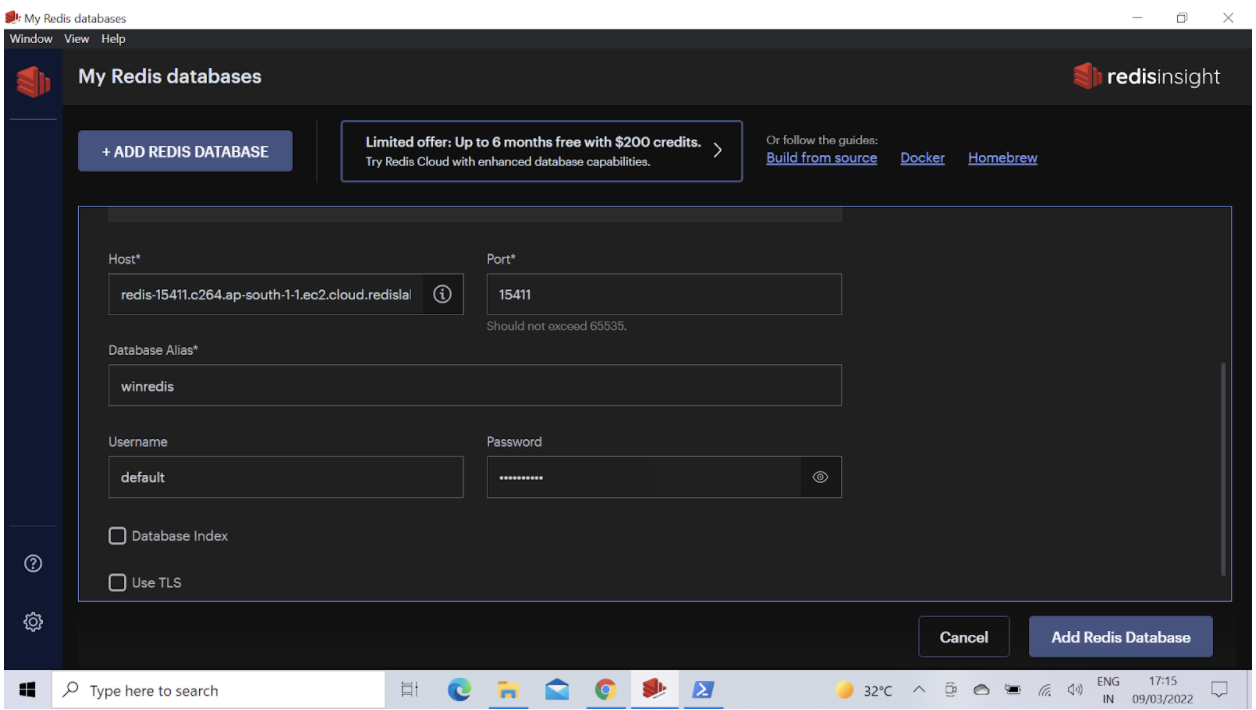 My Redis databases
Window View Help
My Redis databases
redisinsight
+ ADD REDIS DATABASE
Limited offer: Up to 6 months free with $200 credits.
Try Redis Cloud with enhanced database capabilities.
Or follow the guides:
Build from source Docker Homebrew
Host* Port*
redis-15411.c264.ap-south-1-1.ec2.cloud.redislal 15411
Should not exceed 65535.
Database Alias*
winredis
Username Password
default ••••••••••
Database Index
Use TLS
Cancel Add Redis Database
Type here to search
32°C
ENG
IN
17:15
09/03/2022